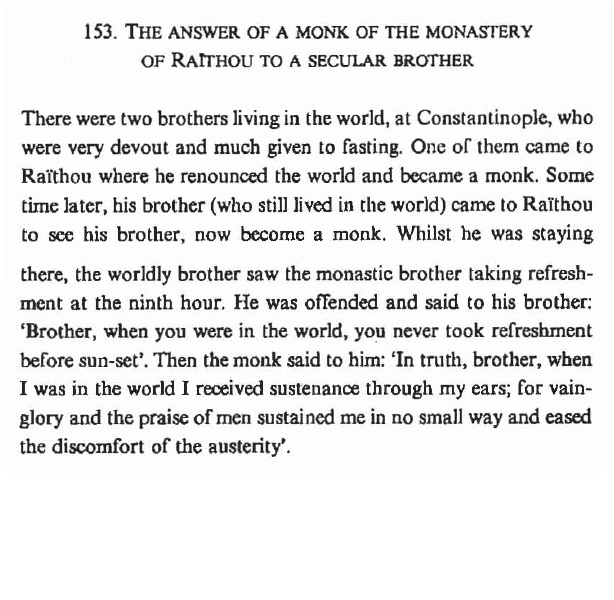 153. THE ANSWER OF A MONK OF THE MONASTERY
OF RAÏTHOU TO A SECULAR BROTHER
There were two brothers living in the world, at Constantinople, who
were very devout and much given to fasting. One of them came to
Raïthou where he renounced the world and became a monk. Some
time later, his brother (who still lived in the world) came to Raïthou
to see his brother, now become a monk. Whilst he was staying
there, the worldly brother saw the monastic brother taking refresh-
ment at the ninth hour. He was offended and said to his brother:
‘Brother, when you were in the world, you never took refreshment
before sun-set’. Then the monk said to him: ‘In truth, brother, when
I was in the world I received sustenance through my ears; for vain-
glory and the praise of men sustained me in no small way and eased
the discomfort of the austerity’.